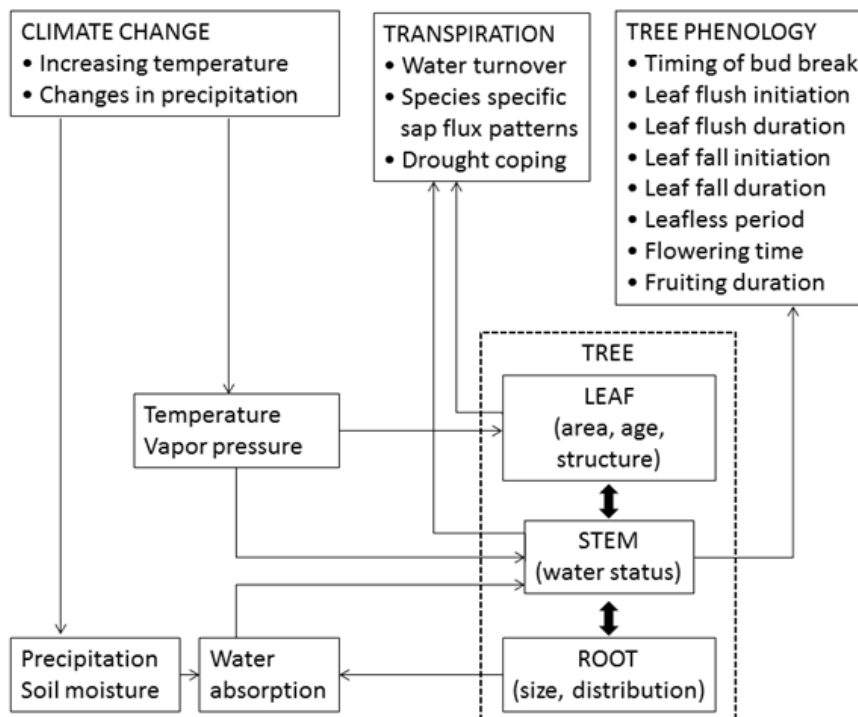 CLIMATE CHANGE
• Increasing temperature
• Changes in precipitation
TRANSPIRATION
• Water turnover
• Species specific
sap flux patterns
• Drought coping
TREE PHENOLOGY
• Timing of bud break
• Leaf flush initiation
• Leaf flush duration
• Leaf fall initiation
• Leaf fall duration
• Leafless period
• Flowering time
• Fruiting duration
TREE
LEAF
(area, age,
structure)
Temperature
Vapor pressure
STEM
(water status)
Precipitation
Soil moisture
Water
absorption
ROOT
(size, distribution)